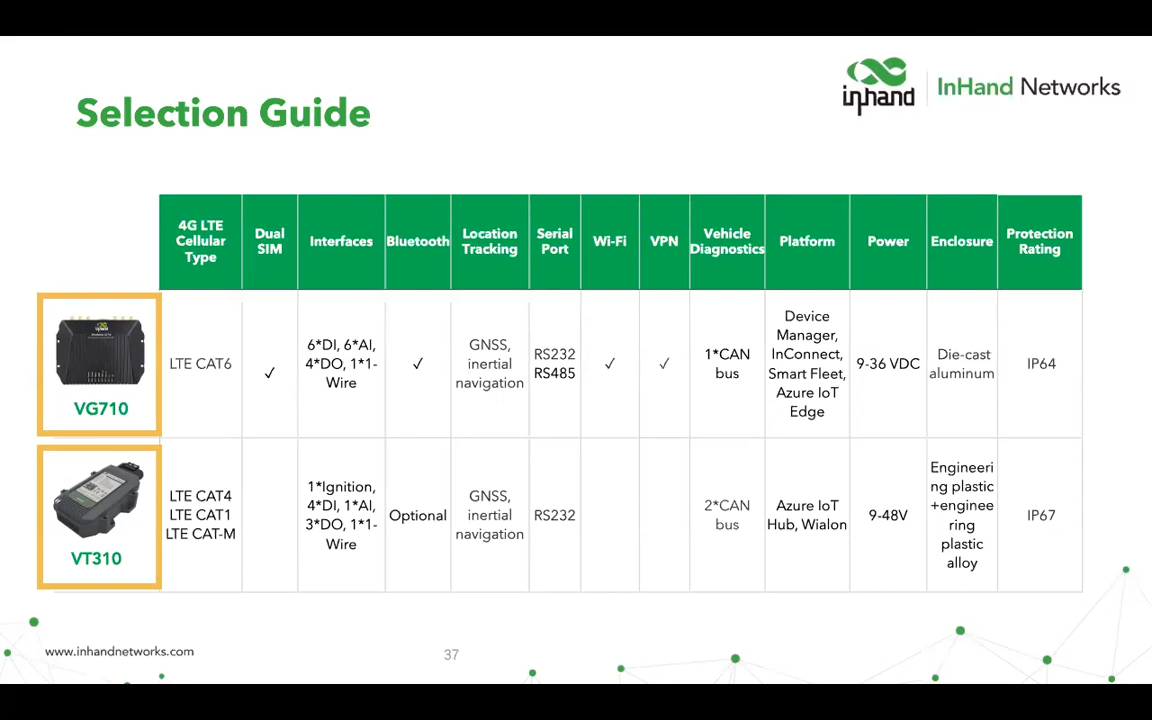 Selection Guide
inhand
InHand Networks
4G LTE
Cellular
Type
Dual
SIM
Interfaces
Bluetooth
Location
Tracking
Serial
Port
Wi-Fi
VPN
Vehicle
Diagnostics
Platform
Power
Enclosure
Protection
Rating
VG710
LTE CAT6
✓
6*DI, 6*AI,
4*DO, 1*1-
Wire
✓
GNSS,
inertial
navigation
RS232
RS485
✓
✓
1*CAN
bus
Device
Manager,
InConnect,
Smart Fleet,
Azure IoT
Edge
9-36 VDC
Die-cast
aluminum
IP64
VT310
LTE CAT4
LTE CAT1
LTE CAT-M
1*Ignition,
4*DI, 1*AI,
3*DO, 1*1-
Wire
Optional
GNSS,
inertial
navigation
RS232
2*CAN
bus
Azure IoT
Hub, Wialon
9-48V
Engineeri
ng plastic
+enginee
ring
plastic
alloy
IP67
www.inhandnetworks.com
37